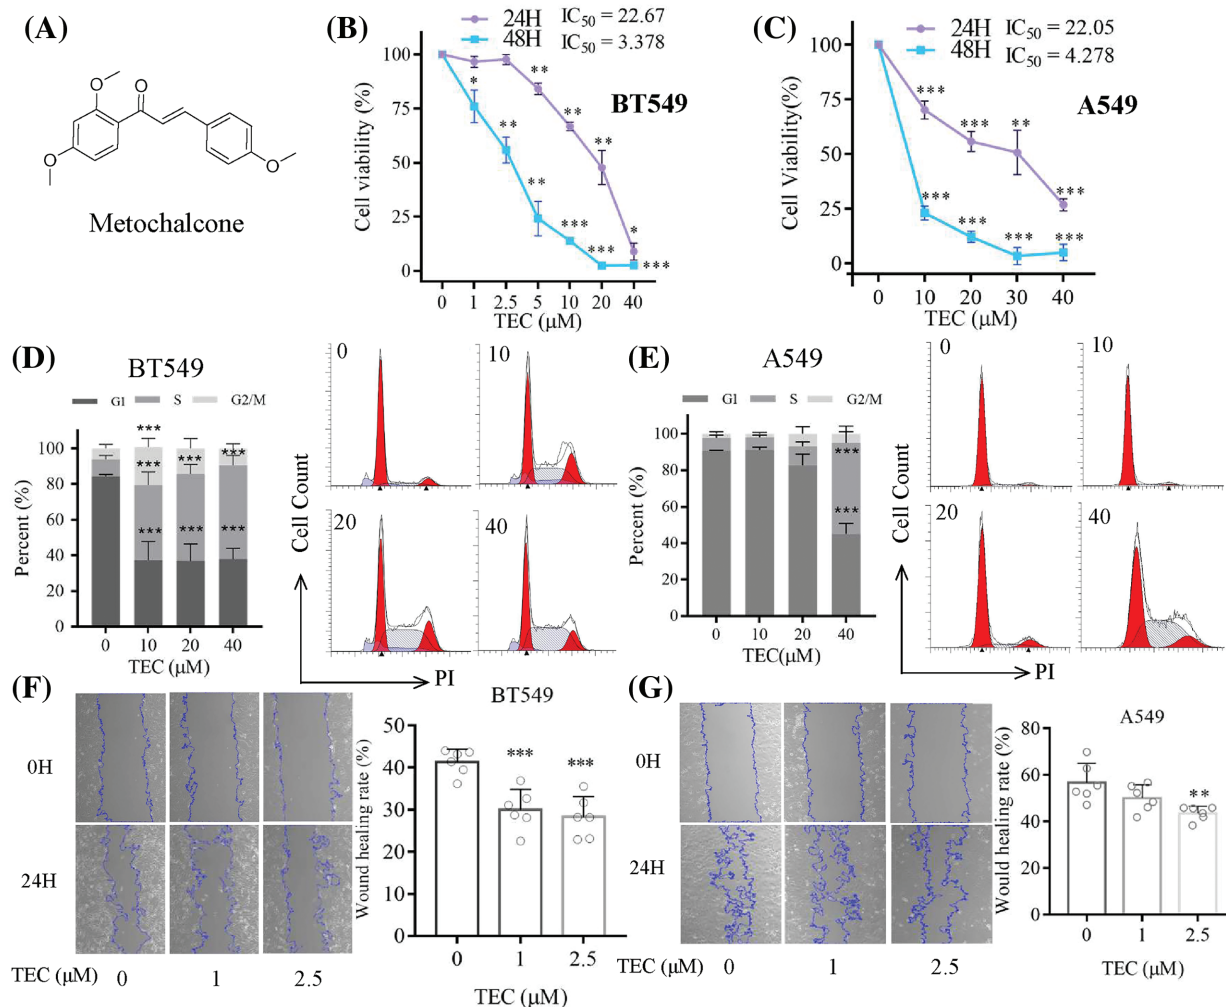 (A)
O
O
O
O
Metochalcone
(B)
24H IC50 = 22.67
48H IC50 = 3.378
BT549
Cell viability (%)
100
75
50
25
0
* ** ** *** *** ***
** ** ** *
0 1 2.5 5 10 20 40
TEC (μM)
(C)
24H IC50 = 22.05
48H IC50 = 4.278
A549
Cell Viability(%)
100
75
50
25
0
*** *** ** ***
*** *** *** ***
0 10 20 30 40
TEC (μM)
(D)
BT549
G1 S G2/M
Percent (%)
100
80
60
40
20
0
***
*** *** ***
*** *** ***
0 10 20 40
TEC (μM)
0
10
20
40
Cell Count
PI
(E)
A549
G1 S G2/M
Percent (%)
100
80
60
40
20
0
***
***
0 10 20 40
TEC(μM)
0
10
20
40
Cell Count
PI
(F)
0H
24H
TEC (μM) 0 1 2.5
BT549
Wound healing rate (%)
50
40
30
20
10
0
*** ***
0 1 2.5
TEC (μM)
(G)
0H
24H
TEC (μM) 0 1 2.5
A549
Would healing rate (%)
80
60
40
20
0
**
0 1 2.5
TEC (μM)